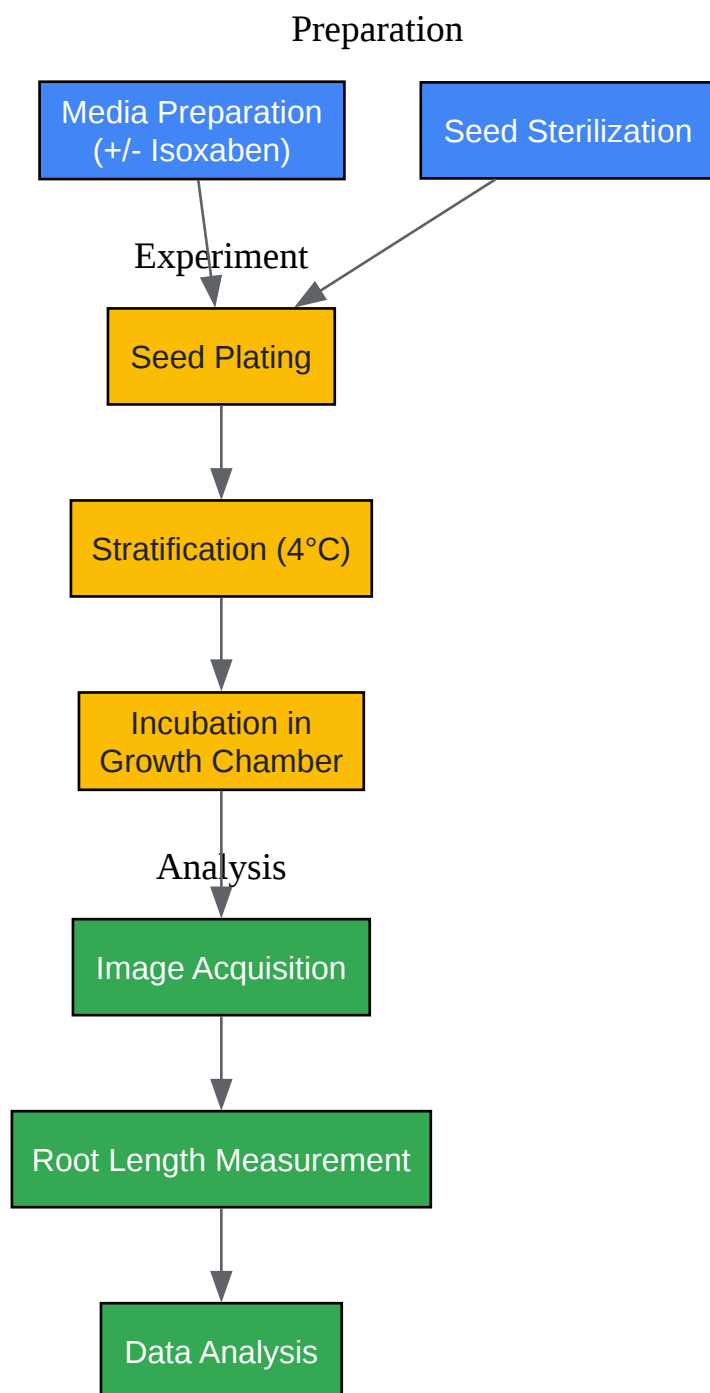 Preparation
Media Preparation
(+/- Isoxaben)
Seed Sterilization
Experiment
Seed Plating
Stratification (4°C)
Incubation in
Growth Chamber
Analysis
Image Acquisition
Root Length Measurement
Data Analysis